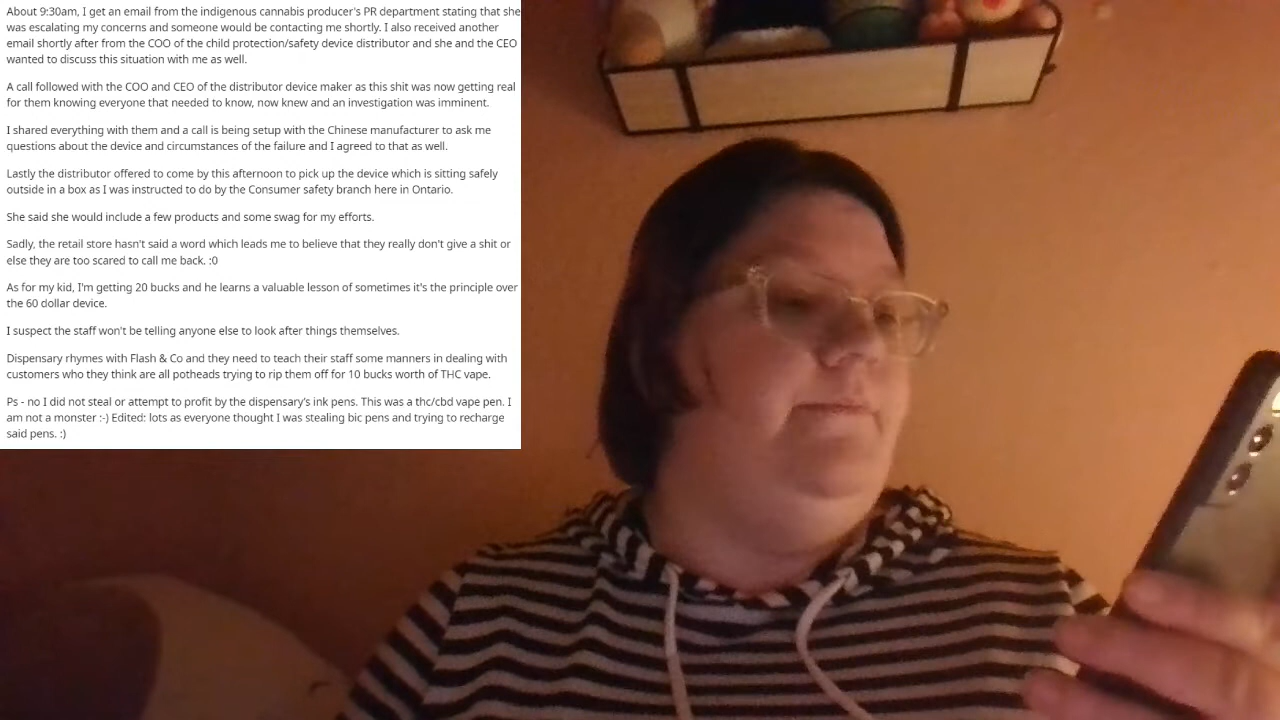 About 9:30am, I get an email from the indigenous cannabis producer's PR department stating that she
was escalating my concerns and someone would be contacting me shortly. I also received another
email shortly after from the COO of the child protection/safety device distributor and she and the CEO
wanted to discuss this situation with me as well.
A call followed with the COO and CEO of the distributor device maker as this shit was now getting real
for them knowing everyone that needed to know, now knew and an investigation was imminent.
I shared everything with them and a call is being setup with the Chinese manufacturer to ask me
questions about the device and circumstances of the failure and I agreed to that as well.
Lastly the distributor offered to come by this afternoon to pick up the device which is sitting safely
outside in a box as I was instructed to do by the Consumer safety branch here in Ontario.
She said she would include a few products and some swag for my efforts.
Sadly, the retail store hasn't said a word which leads me to believe that they really don't give a shit or
else they are too scared to call me back. :0
As for my kid, I'm getting 20 bucks and he learns a valuable lesson of sometimes it's the principle over
the 60 dollar device.
I suspect the staff won't be telling anyone else to look after things themselves.
Dispensary rhymes with Flash & Co and they need to teach their staff some manners in dealing with
customers who they think are all potheads trying to rip them off for 10 bucks worth of THC vape.
Ps - no I did not steal or attempt to profit by the dispensary's ink pens. This was a thc/cbd vape pen. I
am not a monster :-) Edited: lots as everyone thought I was stealing bic pens and trying to recharge
said pens. :)